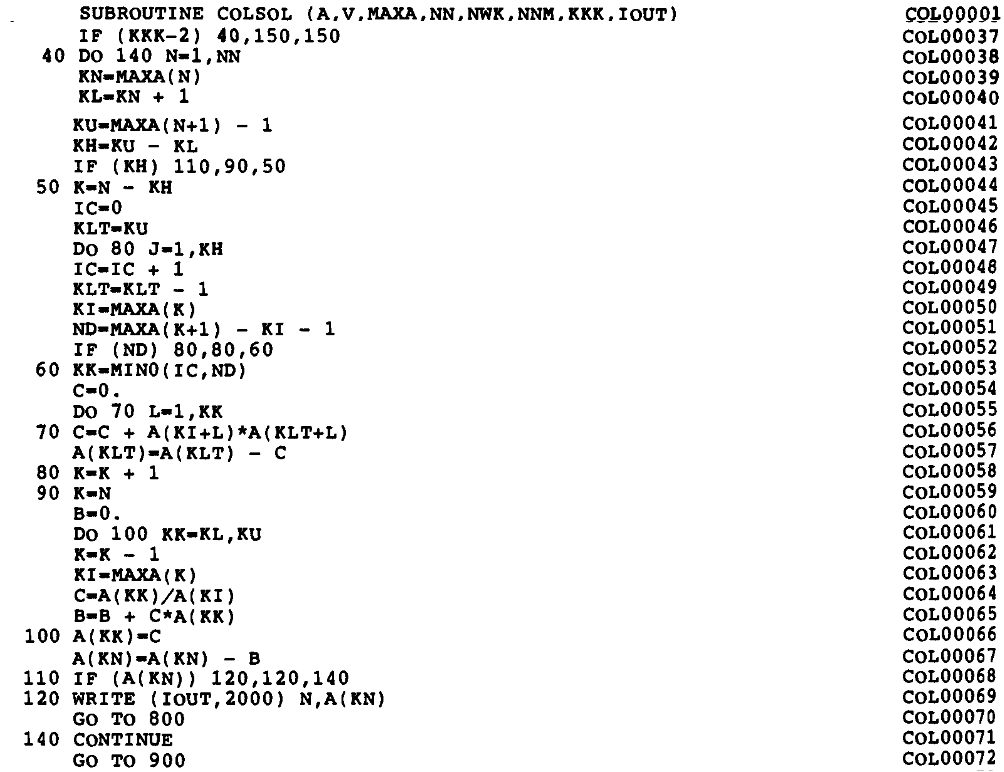 SUBROUTINE COLSOL (A,V,MAXA,NN,NWK,NNM,KKK,IOUT) COL00001
IF (KKK-2) 40,150,150 COL00037
40 DO 140 N=1,NN COL00038
KN=MAXA(N) COL00039
KL=KN + 1 COL00040
KU=MAXA(N+1) - 1 COL00041
KH=KU - KL COL00042
IF (KH) 110,90,50 COL00043
50 K=N - KH COL00044
IC=0 COL00045
KLT=KU COL00046
DO 80 J=1,KH COL00047
IC=IC + 1 COL00048
KLT=KLT - 1 COL00049
KI=MAXA(K) COL00050
ND=MAXA(K+1) - KI - 1 COL00051
IF (ND) 80,80,60 COL00052
60 KK=MIN0(IC,ND) COL00053
C=0. COL00054
DO 70 L=1,KK COL00055
70 C=C + A(KI+L)*A(KLT+L) COL00056
A(KLT)=A(KLT) - C COL00057
80 K=K + 1 COL00058
90 K=N COL00059
B=0. COL00060
DO 100 KK=KL,KU COL00061
K=K - 1 COL00062
KI=MAXA(K) COL00063
C=A(KK)/A(KI) COL00064
B=B + C*A(KK) COL00065
100 A(KK)=C COL00066
A(KN)=A(KN) - B COL00067
110 IF (A(KN)) 120,120,140 COL00068
120 WRITE (IOUT,2000) N,A(KN) COL00069
GO TO 800 COL00070
140 CONTINUE COL00071
GO TO 900 COL00072